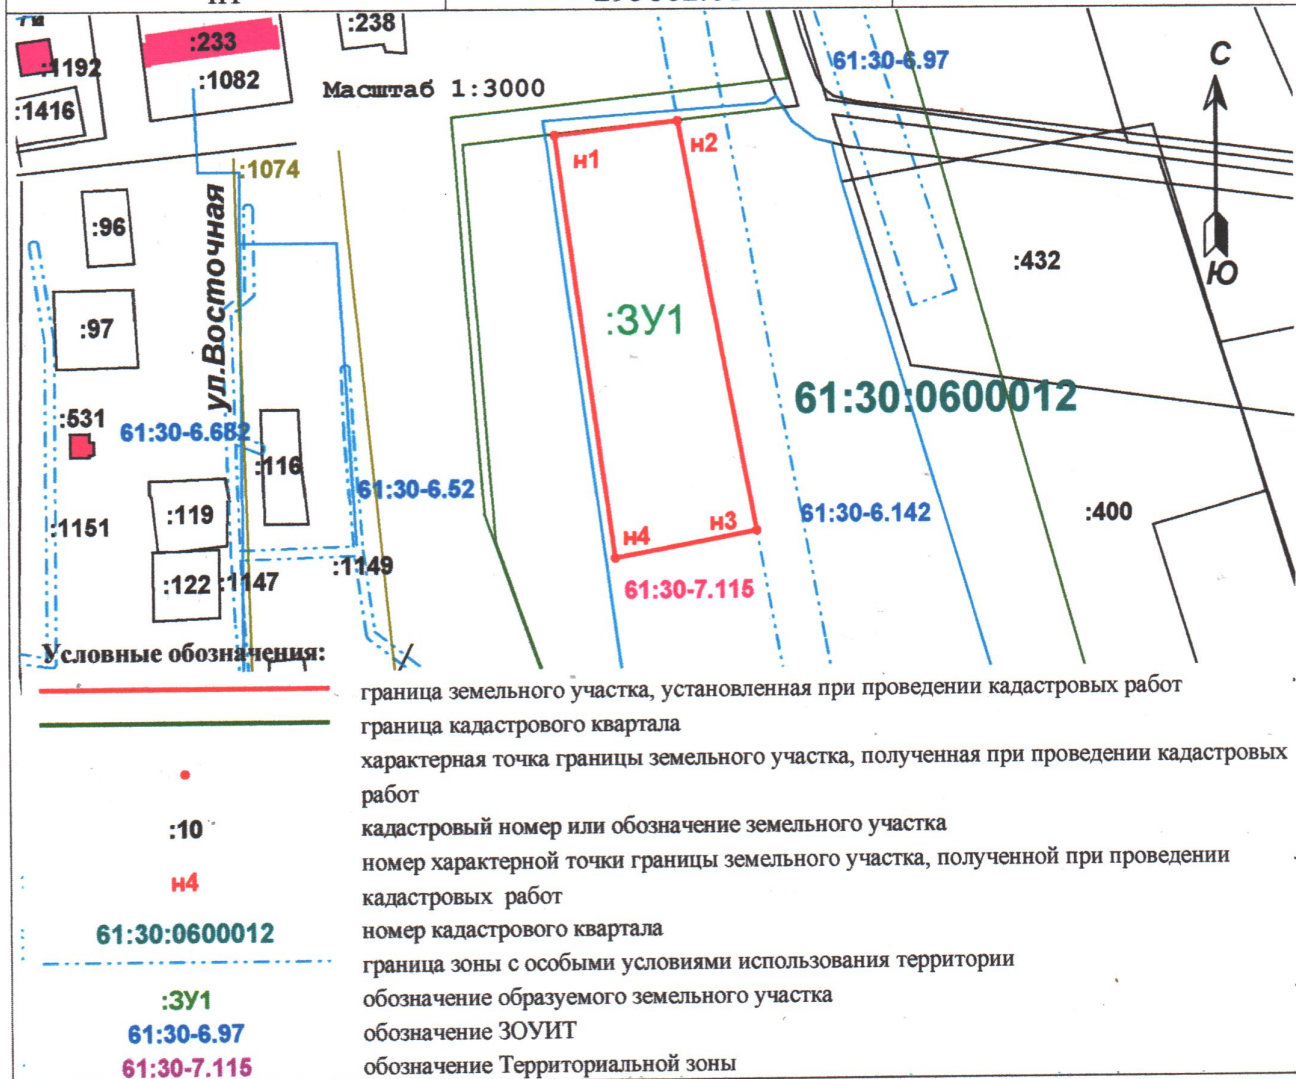 :233
:238
:1192
:1082
:1416
Масштаб 1:3000
61:30-6.97
С
н1
н2
:1074
ул.Восточная
:96
:432
Ю
:97
:ЗУ1
61:30:0600012
:531
61:30-6.682
:116
61:30-6.52
:119
:1151
н3
61:30-6.142
:400
н4
:1149
:122
:1147
61:30-7.115
Условные обозначения:
граница земельного участка, установленная при проведении кадастровых работ
граница кадастрового квартала
характерная точка границы земельного участка, полученная при проведении кадастровых
работ
:10 кадастровый номер или обозначение земельного участка
н4 номер характерной точки границы земельного участка, полученной при проведении
кадастровых работ
61:30:0600012 номер кадастрового квартала
граница зоны с особыми условиями использования территории
:ЗУ1 обозначение образуемого земельного участка
61:30-6.97 обозначение ЗОУИТ
61:30-7.115 обозначение Территориальной зоны